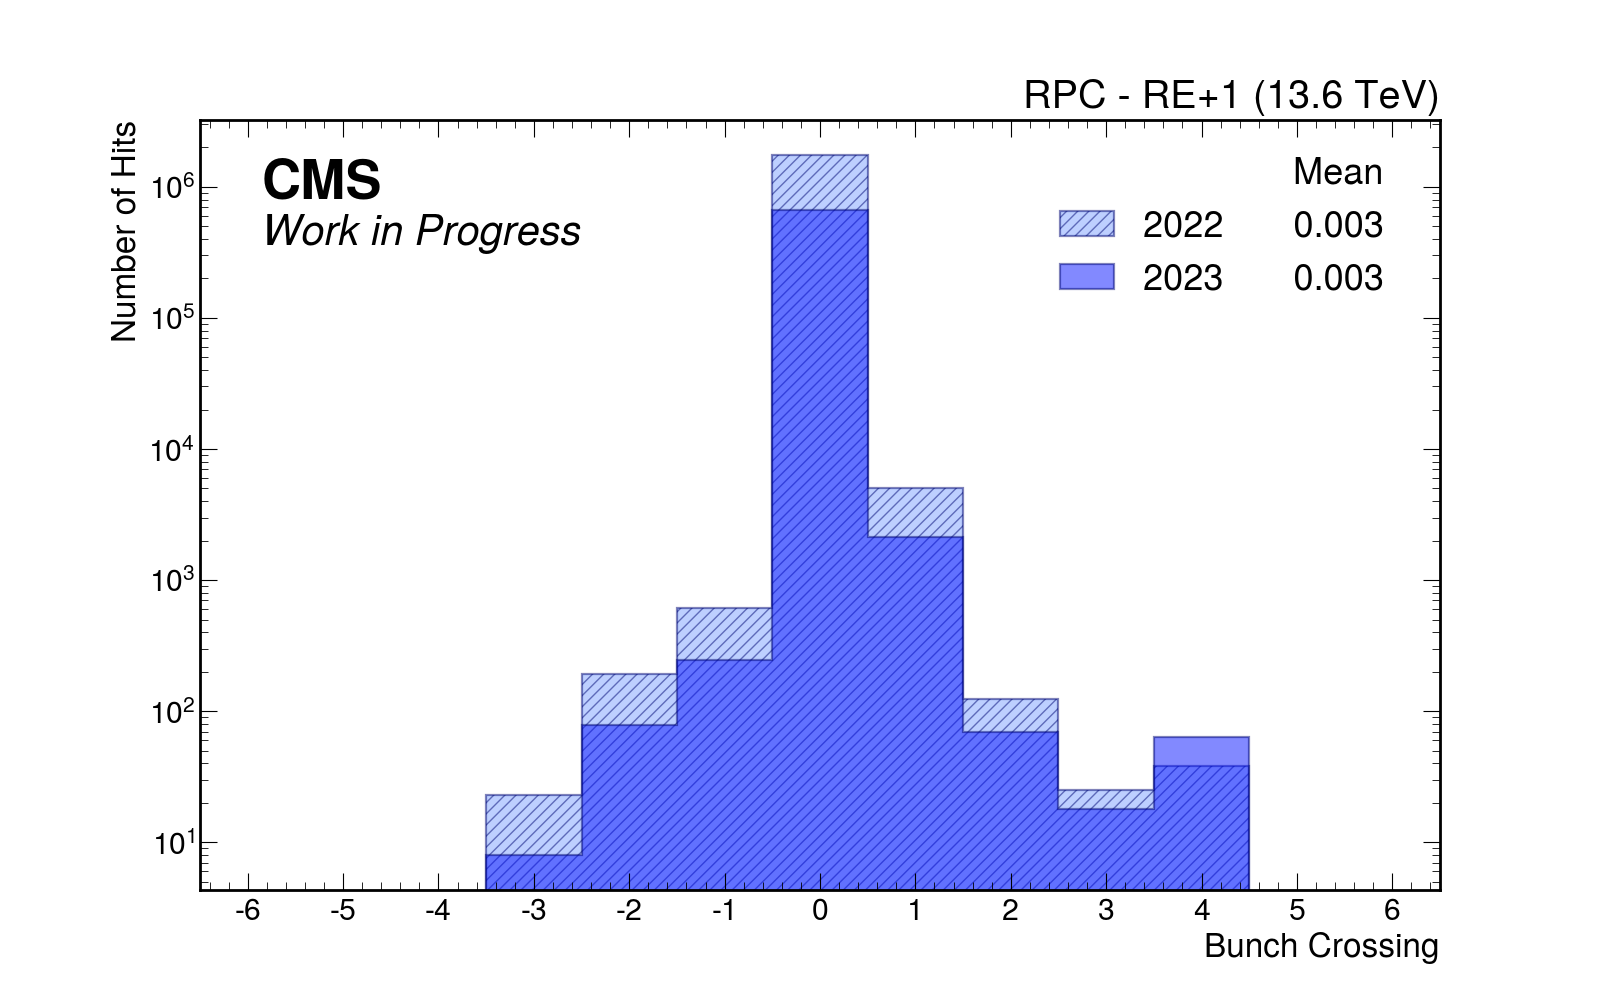 RPC - RE+1 (13.6 TeV)
Number of Hits
CMS
Work in Progress
Mean
2022 0.003
2023 0.003
10⁶
10⁵
10⁴
10³
10²
10¹
-6 -5 -4 -3 -2 -1 0 1 2 3 4 5 6
Bunch Crossing